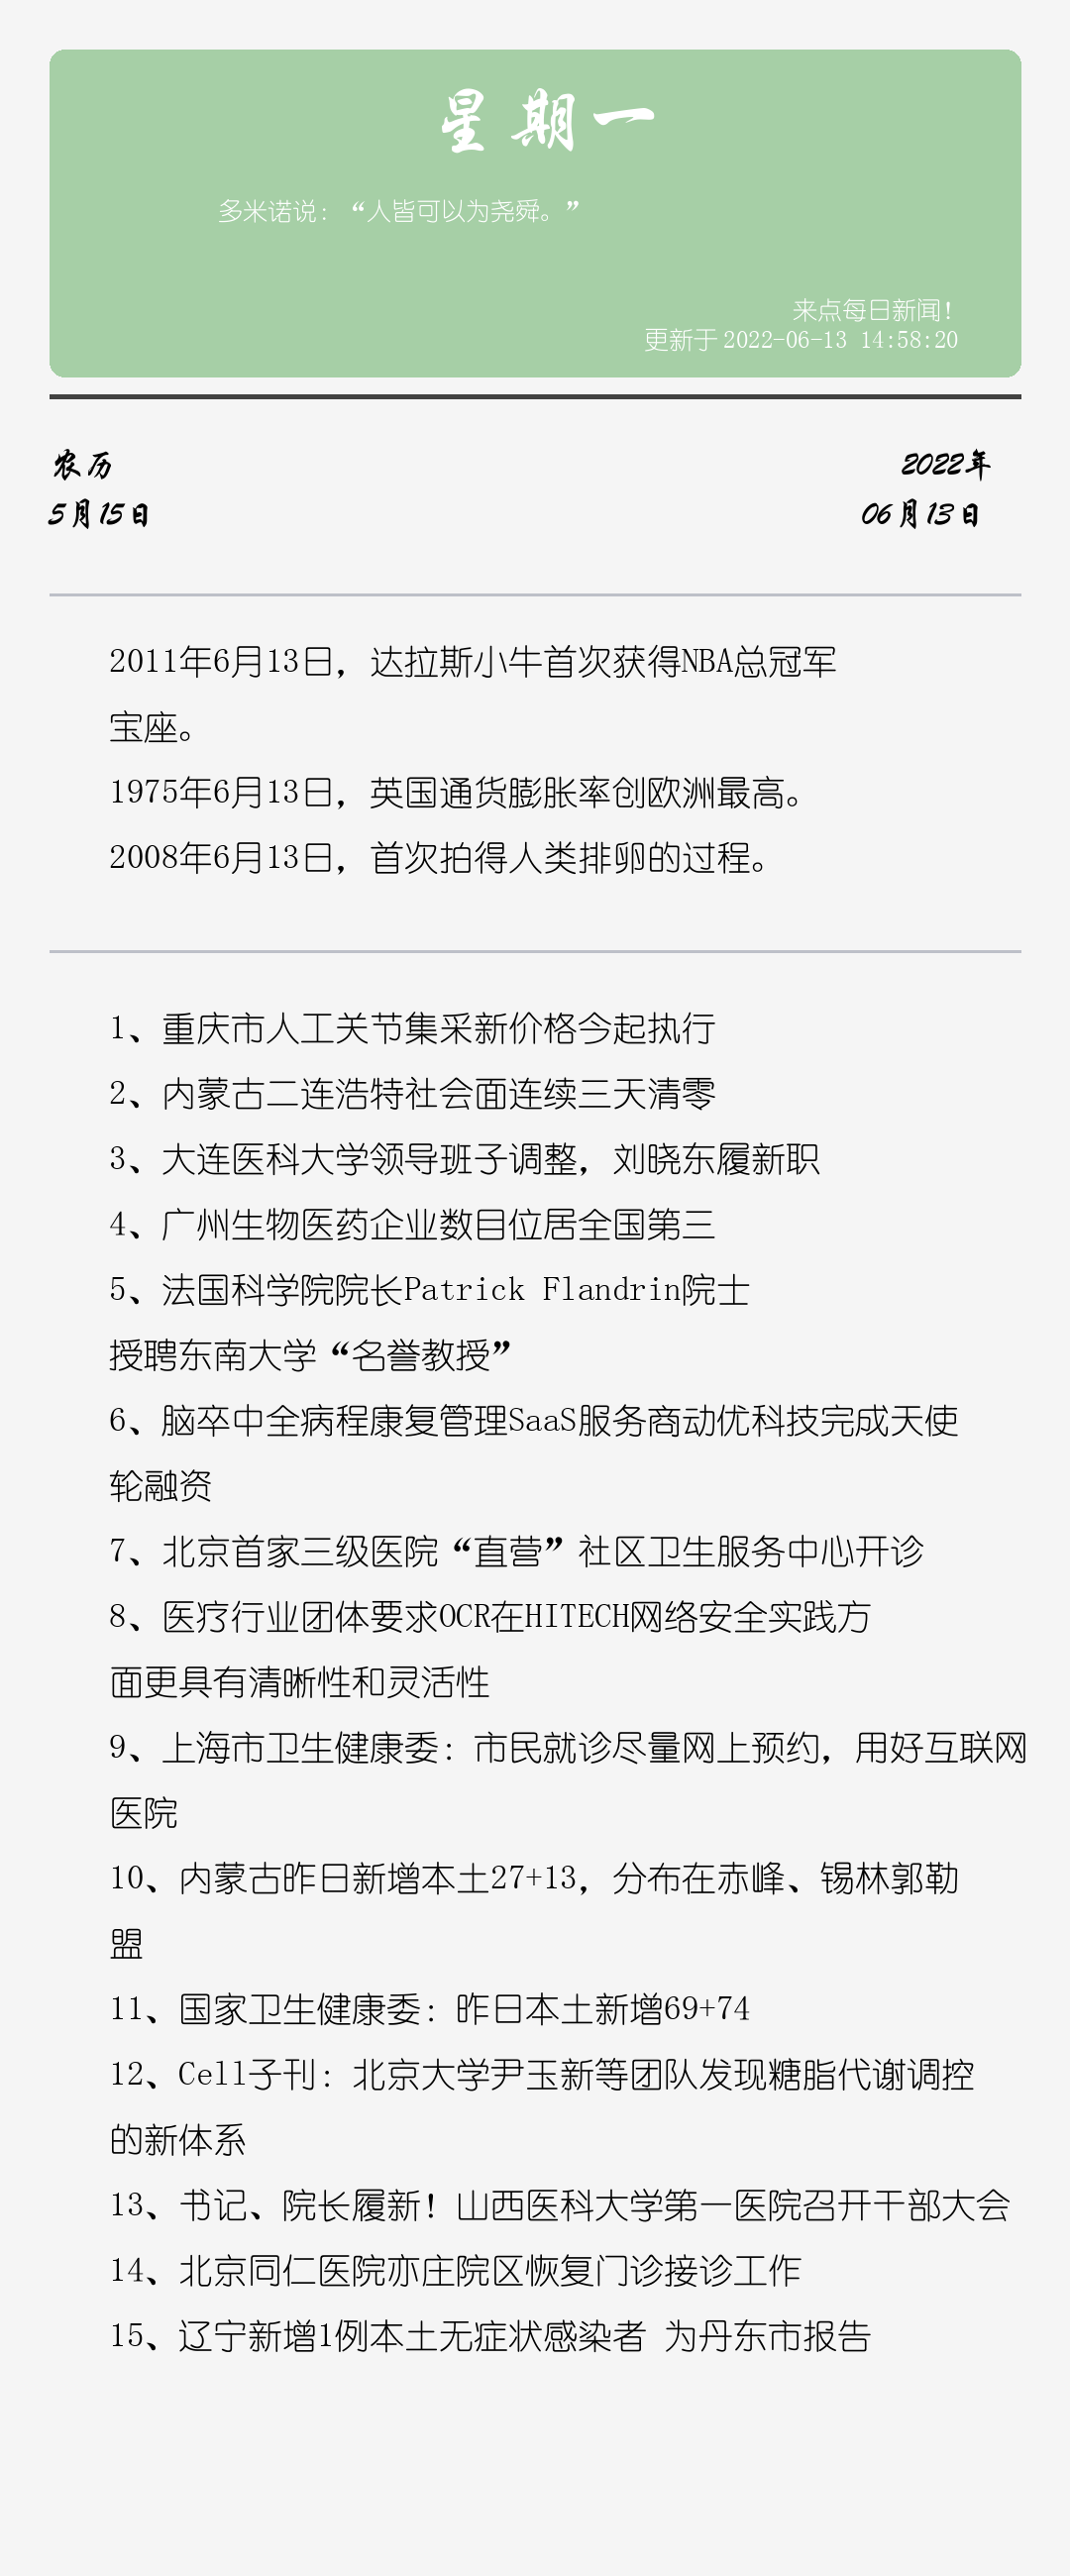 星期一
多米诺说：“人皆可以为尧舜。”
来点每日新闻！
更新于 2022-06-13 14:58:20
农历
2022年
5月15日
06月13日
2011年6月13日，达拉斯小牛首次获得NBA总冠军
宝座。
1975年6月13日，英国通货膨胀率创欧洲最高。
2008年6月13日，首次拍得人类排卵的过程。
1、重庆市人工关节集采新价格今起执行
2、内蒙古二连浩特社会面连续三天清零
3、大连医科大学领导班子调整，刘晓东履新职
4、广州生物医药企业数目位居全国第三
5、法国科学院院长Patrick Flandrin院士
授聘东南大学“名誉教授”
6、脑卒中全病程康复管理SaaS服务商动优科技完成天使
轮融资
7、北京首家三级医院“直营”社区卫生服务中心开诊
8、医疗行业团体要求OCR在HITECH网络安全实践方
面更具有清晰性和灵活性
9、上海市卫生健康委：市民就诊尽量网上预约，用好互联网
医院
10、内蒙古昨日新增本土27+13，分布在赤峰、锡林郭勒
盟
11、国家卫生健康委：昨日本土新增69+74
12、Cell子刊：北京大学尹玉新等团队发现糖脂代谢调控
的新体系
13、书记、院长履新！山西医科大学第一医院召开干部大会
14、北京同仁医院亦庄院区恢复门诊接诊工作
15、辽宁新增1例本土无症状感染者 为丹东市报告